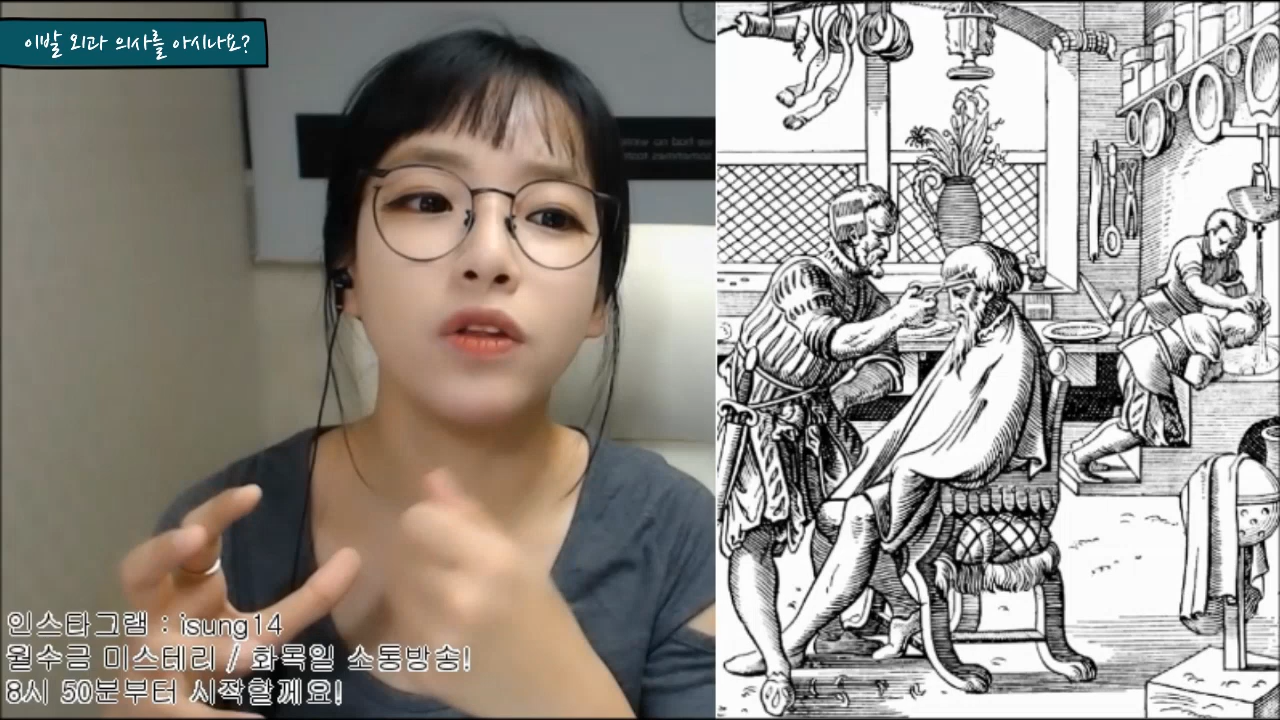 이발 외과 의사를 아시나요?
인스타그램 : isung14
월수금 미스테리 / 화목일 소통방송!
8시 50분부터 시작할께요!